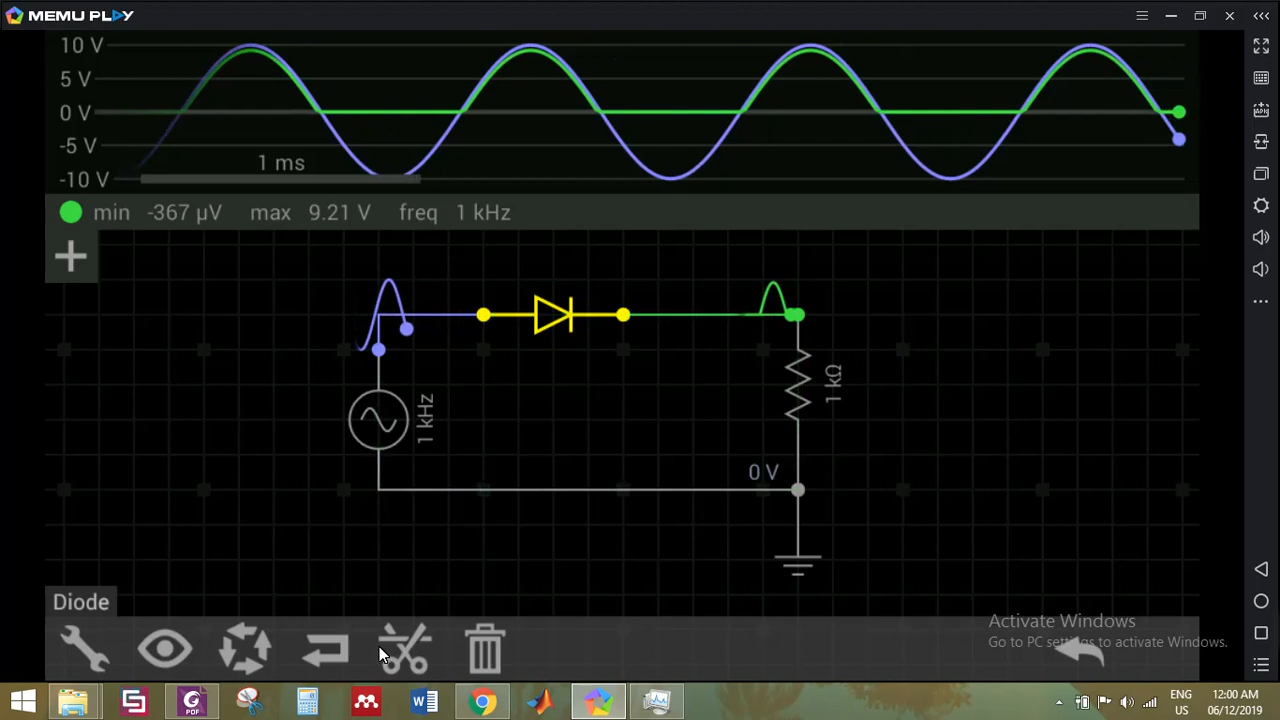 MEMU PLAY
10 V
5 V
0 V
-5 V
-10 V
1 ms
min -367 µV max 9.21 V freq 1 kHz
1 kHz
1 kΩ
0 V
Diode
Activate Windows
Go to PC settings to activate Windows.
PDF
ENG 12:00 AM
US 06/12/2019